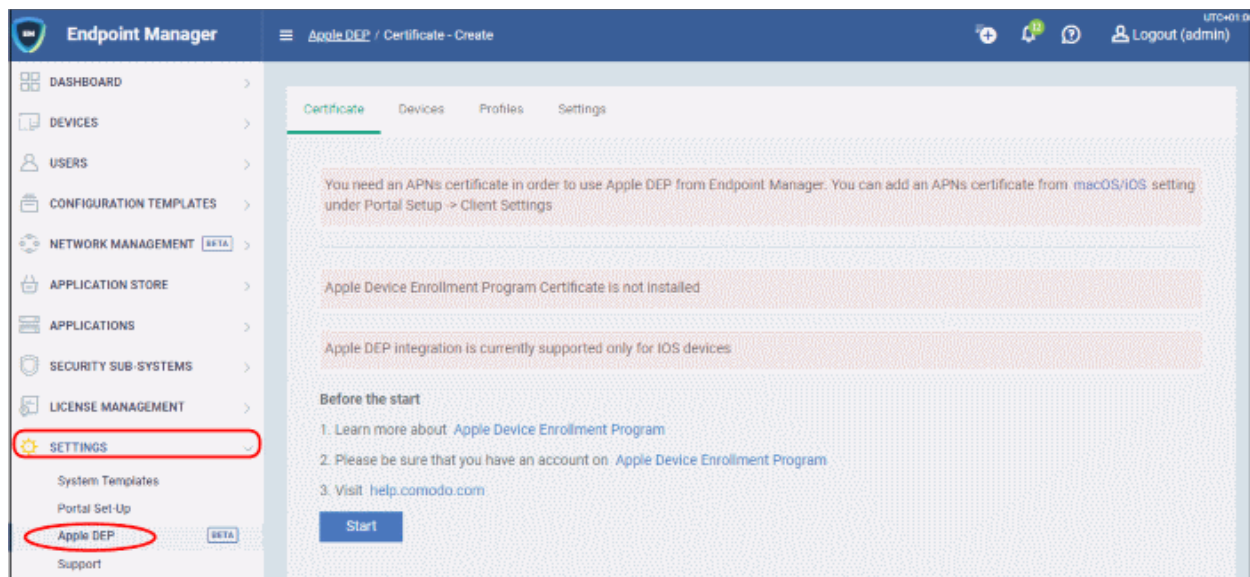 UTC+01:0
Endpoint Manager
Apple DEP / Certificate - Create
12
Logout (admin)
DASHBOARD
DEVICES
USERS
CONFIGURATION TEMPLATES
NETWORK MANAGEMENT BETA
APPLICATION STORE
APPLICATIONS
SECURITY SUB-SYSTEMS
LICENSE MANAGEMENT
SETTINGS
System Templates
Portal Set-Up
Apple DEP BETA
Support
Certificate Devices Profiles Settings
You need an APNs certificate in order to use Apple DEP from Endpoint Manager. You can add an APNs certificate from macOS/iOS setting
under Portal Setup -> Client Settings
Apple Device Enrollment Program Certificate is not installed
Apple DEP integration is currently supported only for IOS devices
Before the start
1. Learn more about Apple Device Enrollment Program
2. Please be sure that you have an account on Apple Device Enrollment Program
3. Visit help.comodo.com
Start